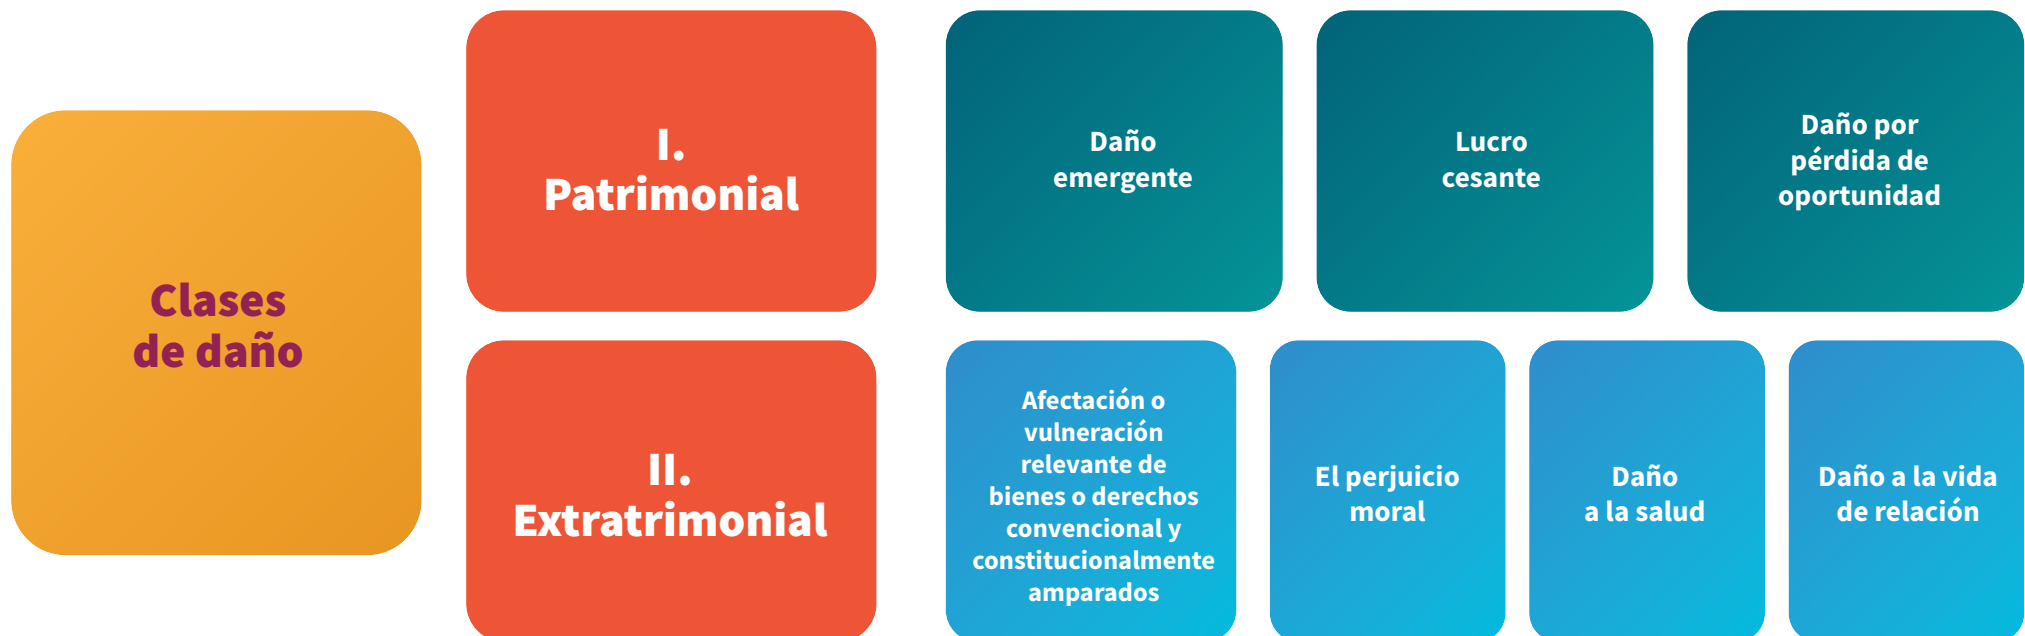 Clases
de daño
I.
Patrimonial
Daño
emergente
Lucro
cesante
Daño por
pérdida de
oportunidad
II.
Extratrimonial
Afectación o
vulneración
relevante de
bienes o derechos
convencional y
constitucionalmente
amparados
El perjuicio
moral
Daño
a la salud
Daño a la vida
de relación